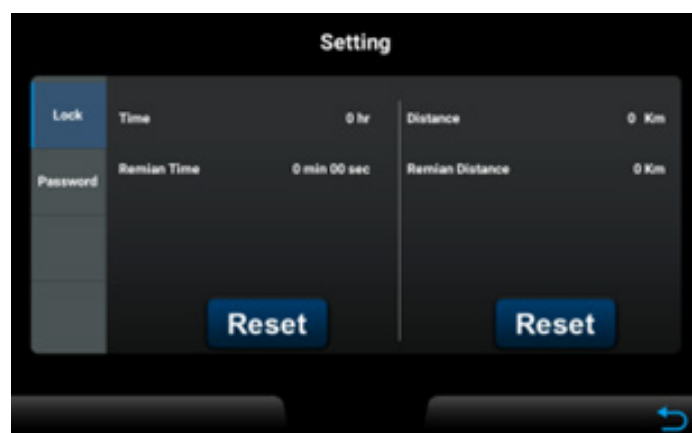 Setting
Lock
Time 0 hr Distance 0 Km
Password
Remian Time 0 min 00 sec Remian Distance 0 Km
Reset Reset